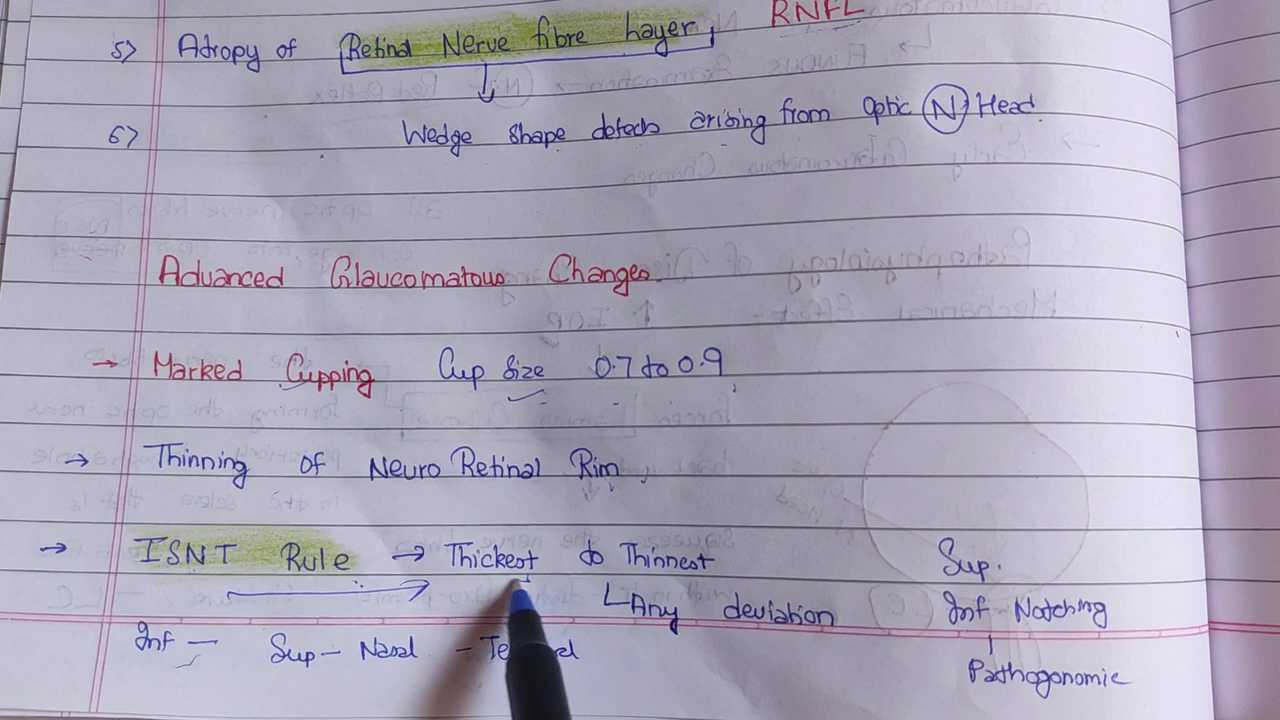 RNFL
5) Atropy of Retinal Nerve fibre Layer,
6) Wedge shape defects arising from Optic N Head.
Advanced Glaucomatous Changes.
→ Marked Cupping Cup Size 0.7 to 0.9,
→ Thinning of Neuro Retinal Rim,
→ ISNT Rule → Thickest to Thinnest
Sup.
Any deviation Inf Notching
Inf — Sup — Nasal -
Pathogonomic